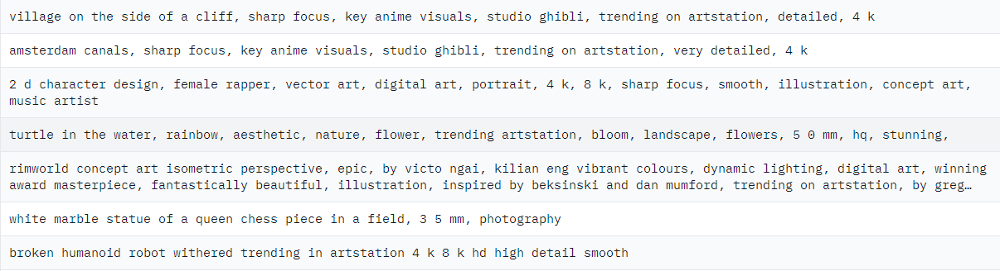 village on the side of a cliff, sharp focus, key anime visuals, studio ghibli, trending on artstation, detailed, 4 k
amsterdam canals, sharp focus, key anime visuals, studio ghibli, trending on artstation, very detailed, 4 k
2 d character design, female rapper, vector art, digital art, portrait, 4 k, 8 k, sharp focus, smooth, illustration, concept art,
music artist
turtle in the water, rainbow, aesthetic, nature, flower, trending artstation, bloom, landscape, flowers, 5 0 mm, hq, stunning,
rimworld concept art isometric perspective, epic, by victo ngai, kilian eng vibrant colours, dynamic lighting, digital art, winning
award masterpiece, fantastically beautiful, illustration, inspired by beksinski and dan mumford, trending on artstation, by greg…
white marble statue of a queen chess piece in a field, 3 5 mm, photography
broken humanoid robot withered trending in artstation 4 k 8 k hd high detail smooth